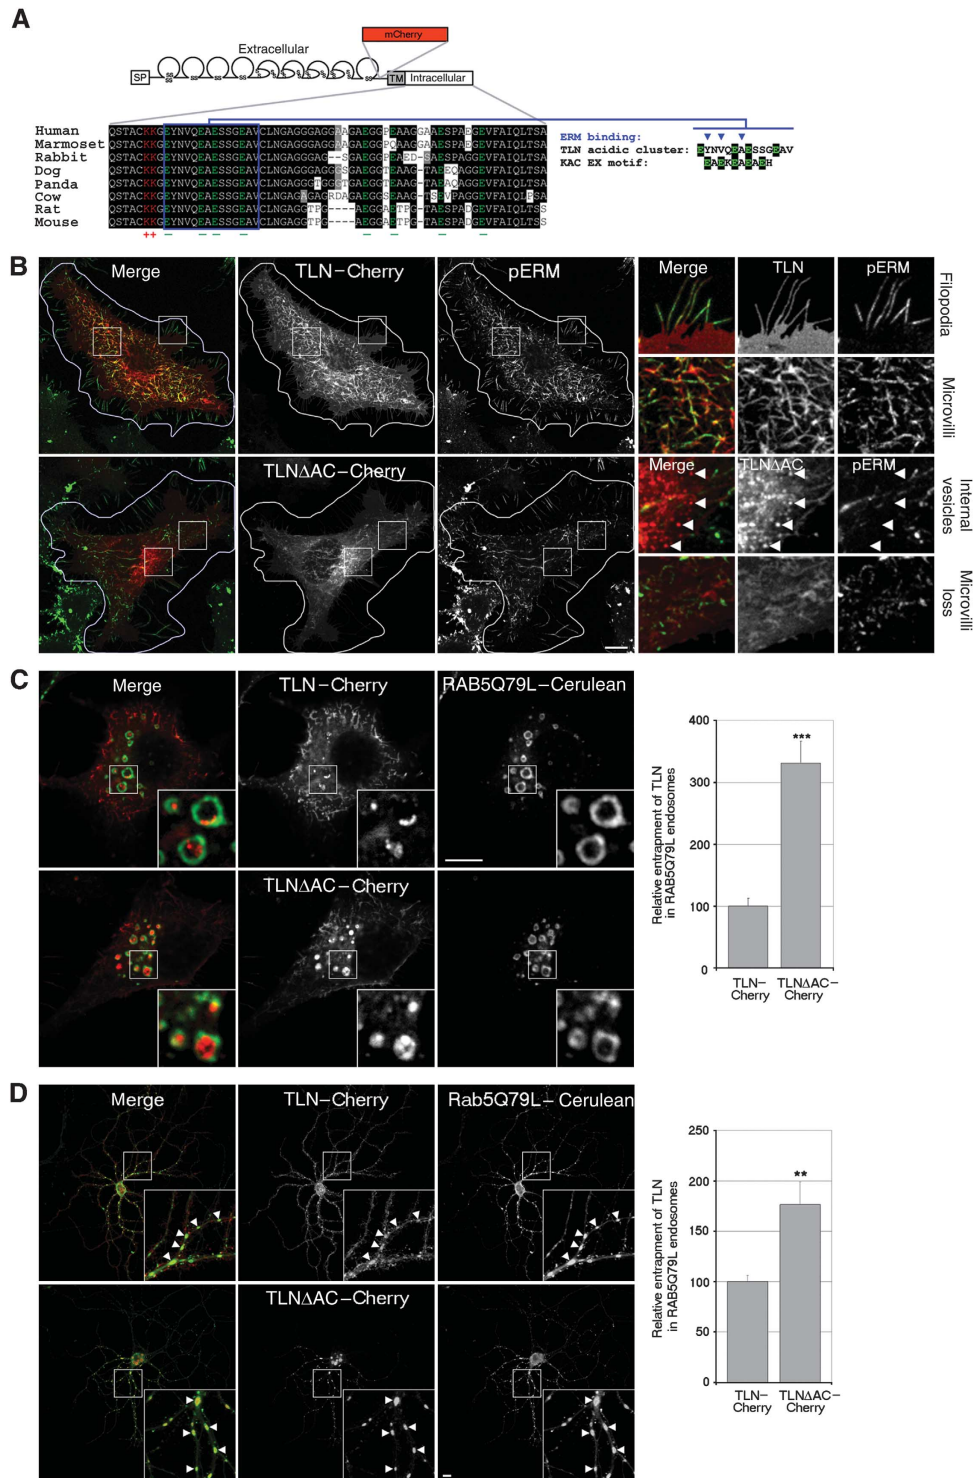 A
mCherry
Extracellular
SP
TM Intracellular
Human QSTACKKGEYNVQEAESSGEAVCLNGAGGGAGGAAGAEGGPEAAGGAAESPAEGEVFAIQLTSA
Marmoset
Rabbit
Dog
Panda
Cow
Rat
Mouse
++
ERM binding:
TLN acidic cluster: EYNVQEAESSGEAV
KAC EX motif: EAEKEAEAEH
B
Merge TLN–Cherry pERM
Merge TLN pERM
Filopodia
Microvilli
TLNΔAC–Cherry
Merge TLNΔAC pERM
Internal vesicles
Microvilli loss
C
Merge TLN–Cherry RAB5Q79L–Cerulean
TLNΔAC–Cherry
Relative entrapment of TLN
in RAB5Q79L endosomes
400
300
200
100
0
***
TLN– TLNΔAC–
Cherry Cherry
D
Merge TLN–Cherry Rab5Q79L–Cerulean
TLNΔAC–Cherry
Relative entrapment of TLN
in RAB5Q79L endosomes
250
200
150
100
50
0
**
TLN– TLNΔAC–
Cherry Cherry